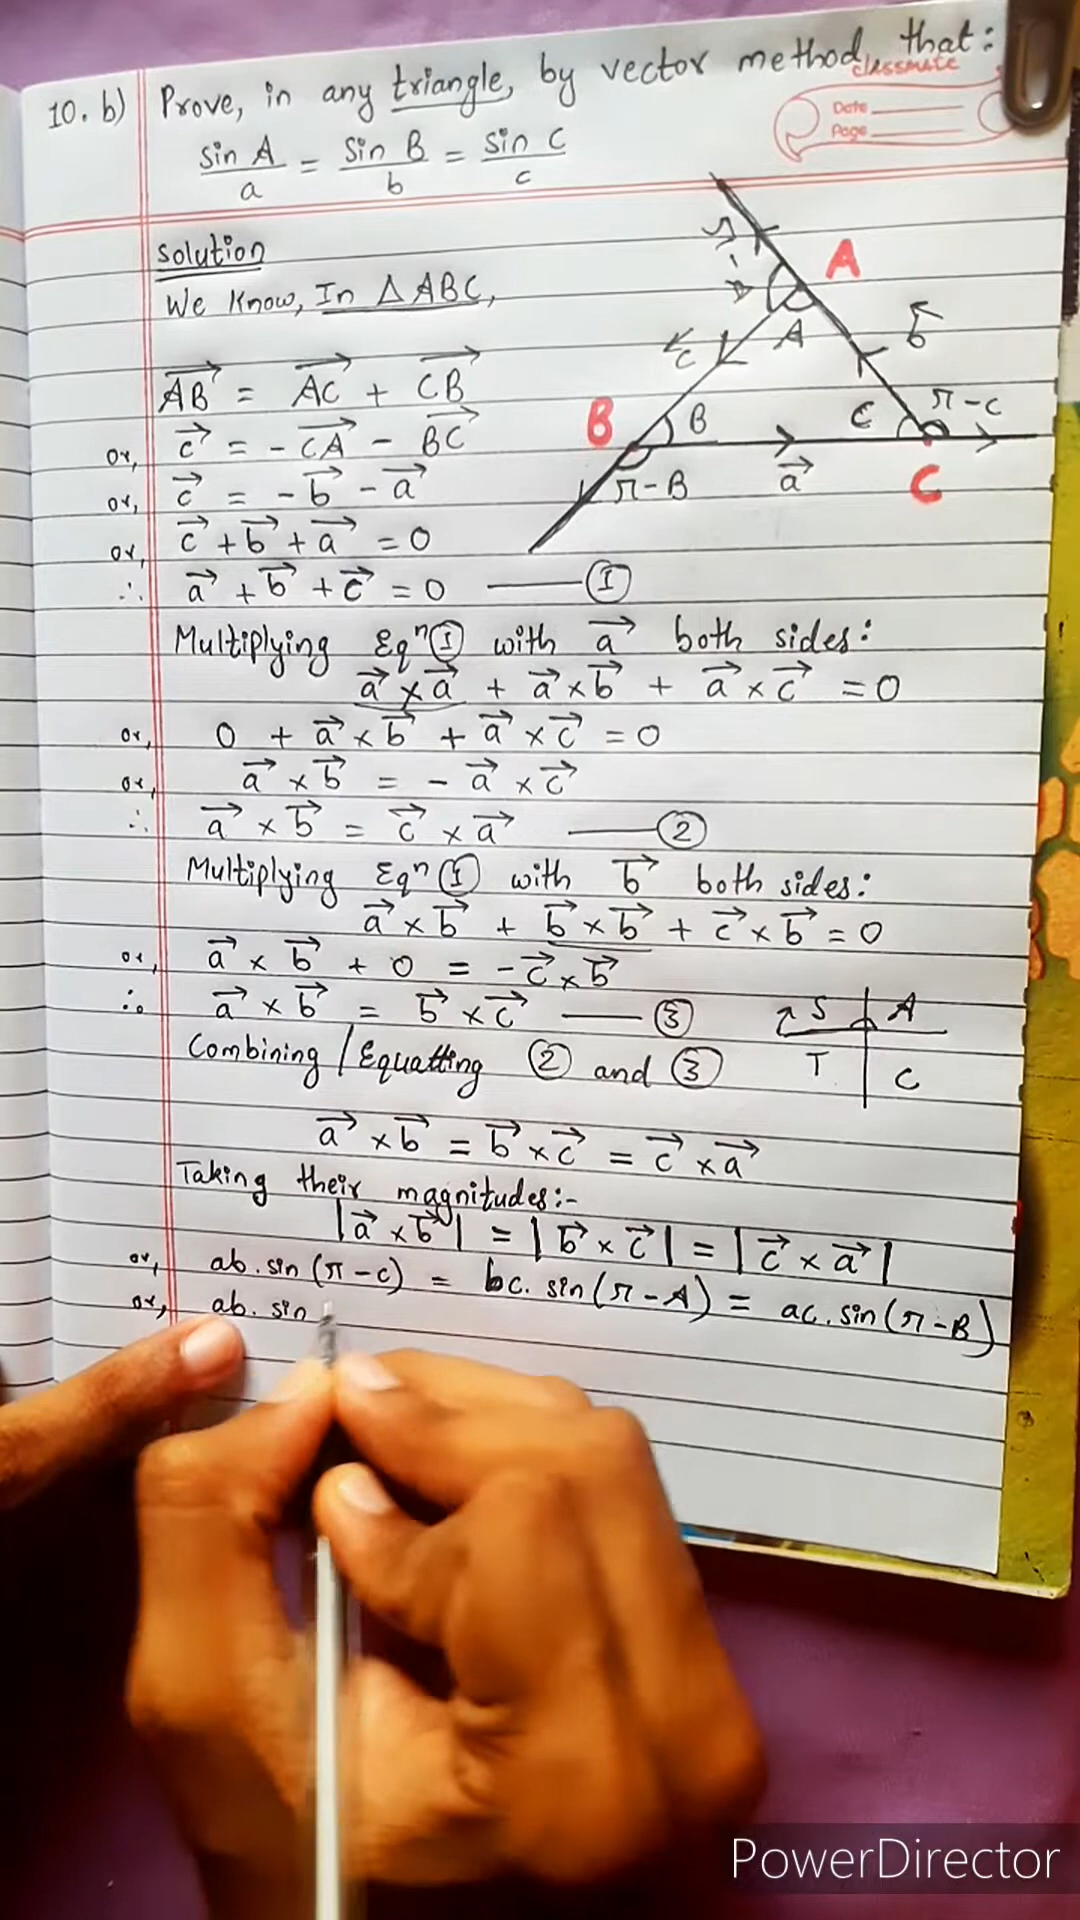 10. b) Prove, in any triangle, by vector method, that:
classmate
Date
Page
sin A / a = sin B / b = sin C / c
Solution
We Know, In △ABC,
A
π-A
A
b→
c→
B
B
C
π-C
π-B
a→
C
AB→ = AC→ + CB→
or, c→ = -CA→ - BC→
or, c→ = -b→ - a→
or, c→ + b→ + a→ = 0
∴ a→ + b→ + c→ = 0 —— ①
Multiplying Eqⁿ ① with a→ both sides:
a→ × a→ + a→ × b→ + a→ × c→ = 0
or, 0 + a→ × b→ + a→ × c→ = 0
or, a→ × b→ = - a→ × c→
∴ a→ × b→ = c→ × a→ —— ②
Multiplying Eqⁿ ① with b→ both sides:
a→ × b→ + b→ × b→ + c→ × b→ = 0
or, a→ × b→ + 0 = -c→ × b→
∴ a→ × b→ = b→ × c→ —— ③
S A
T C
Combining / Equatting ② and ③
a→ × b→ = b→ × c→ = c→ × a→
Taking their magnitudes:-
|a→ × b→| = |b→ × c→| = |c→ × a→|
or, ab. sin (π-C) = bc. sin (π-A) = ac. sin (π-B)
or, ab. sin
PowerDirector